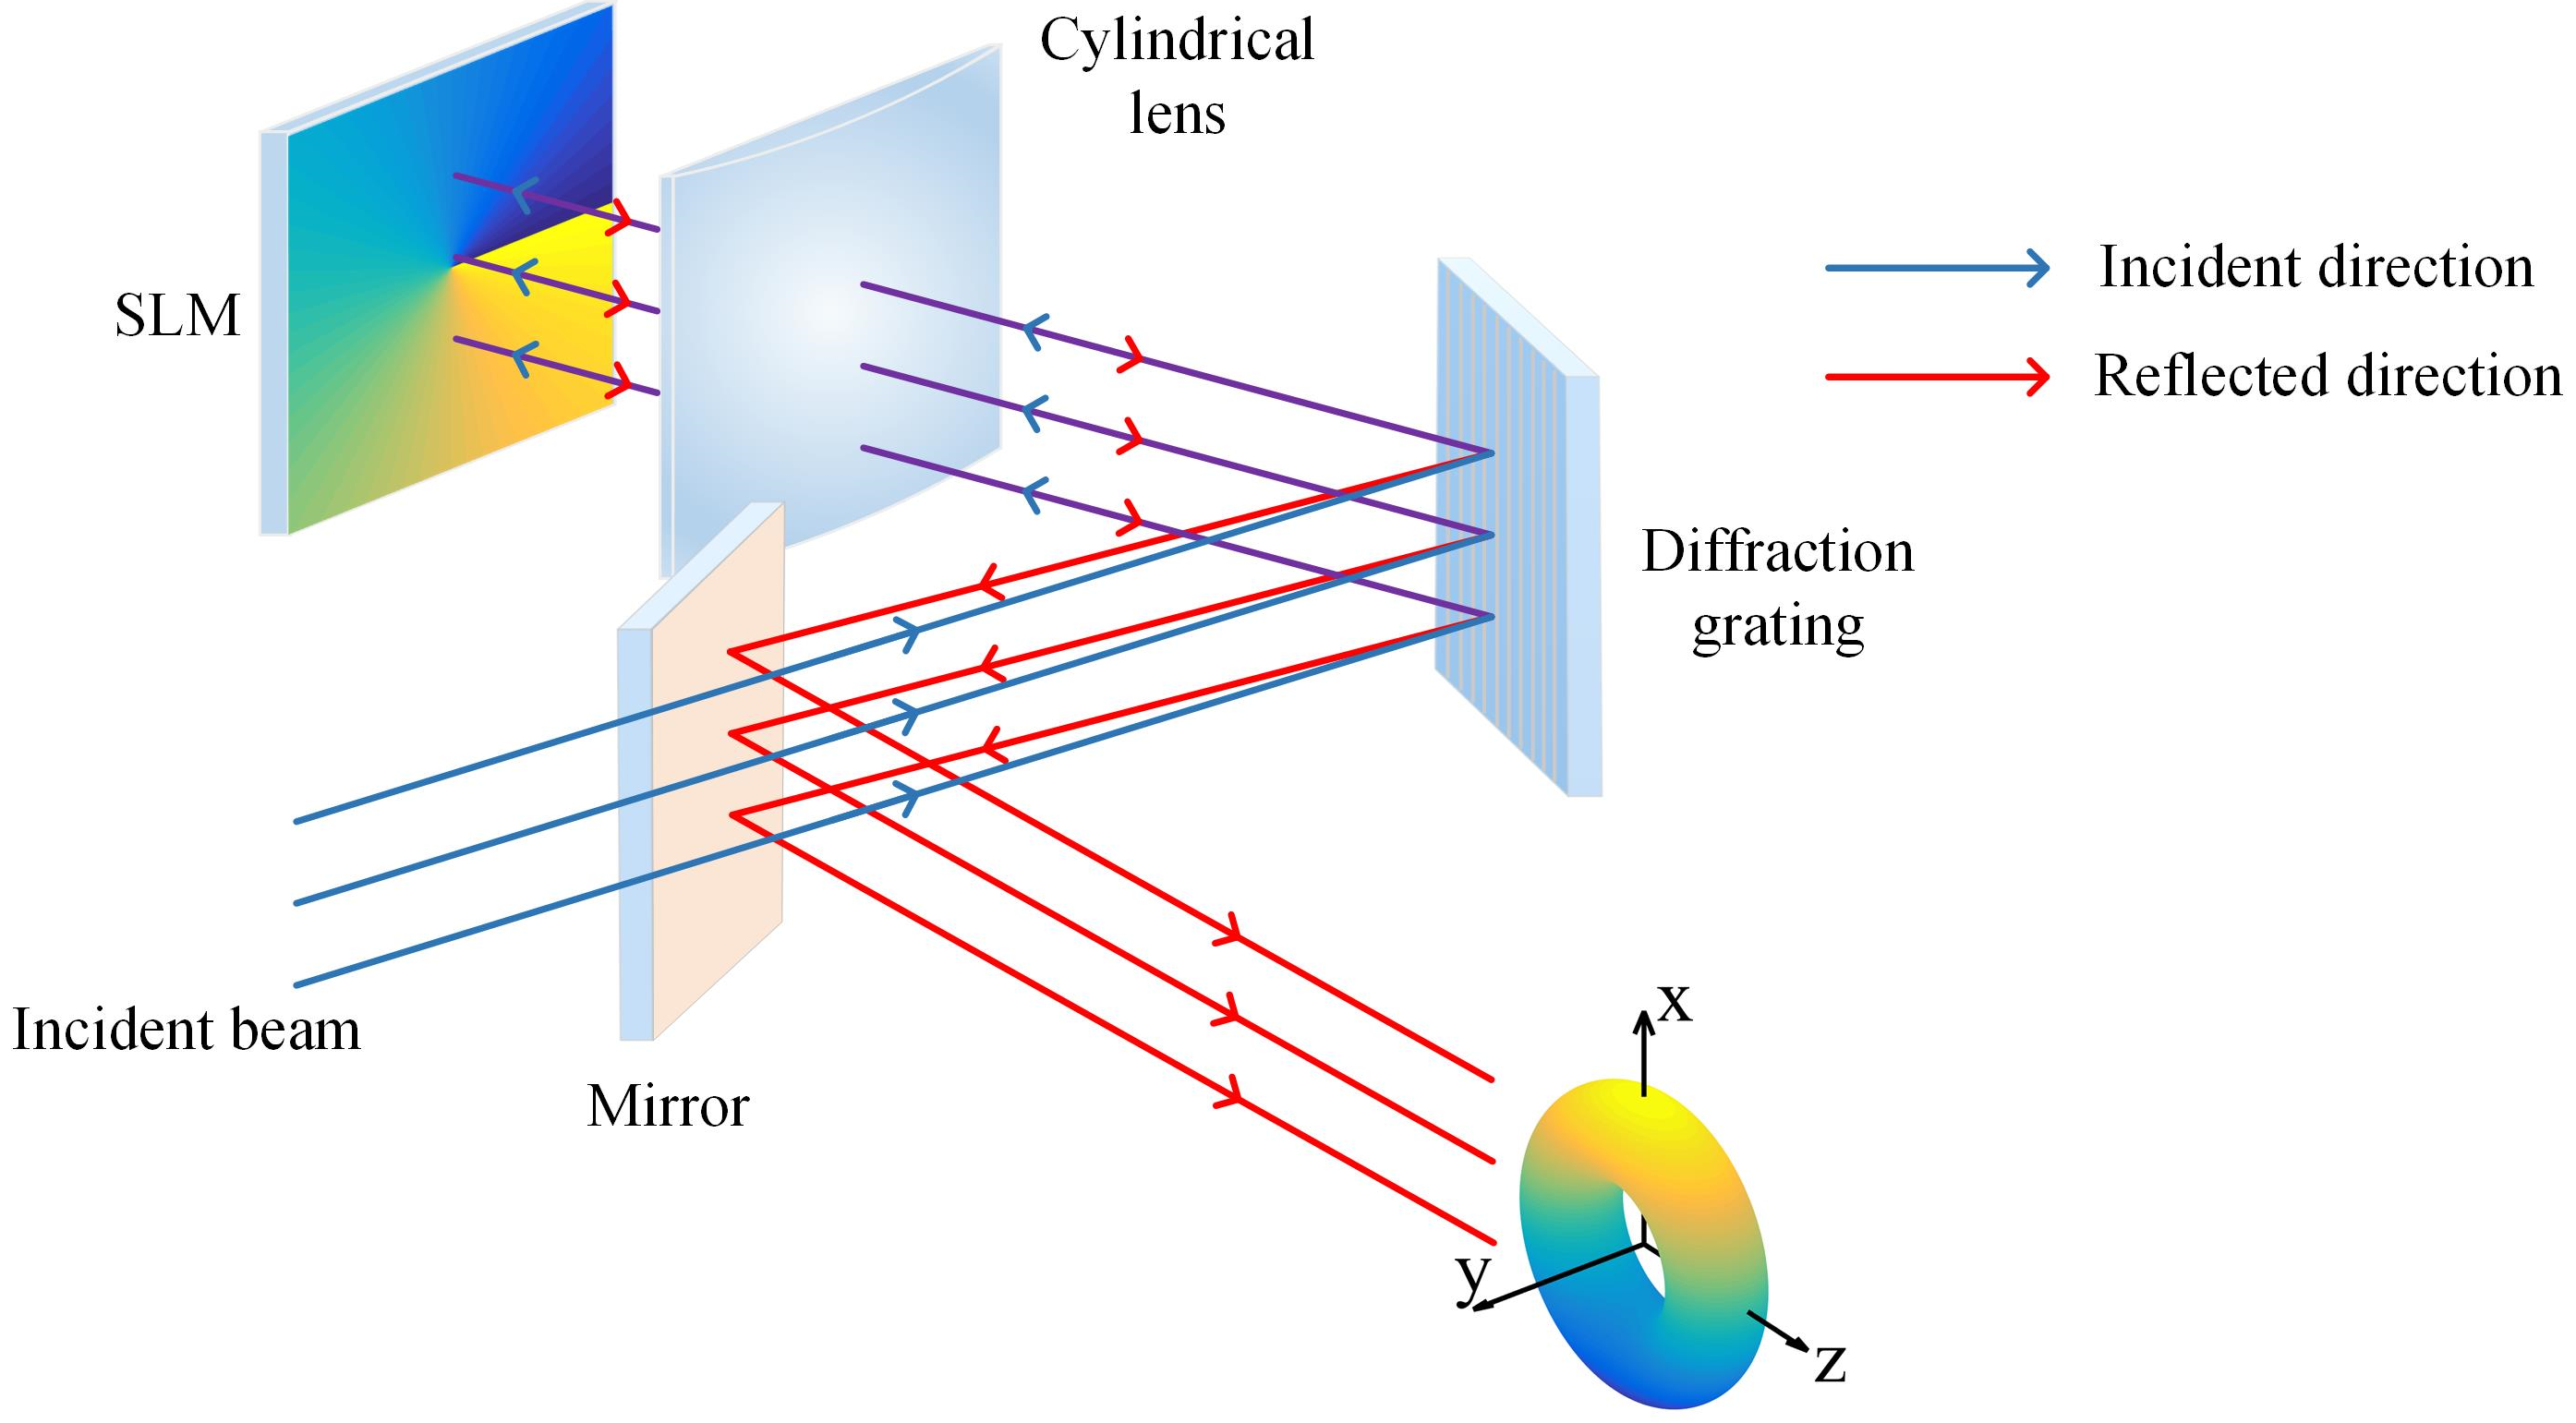 Cylindrical
lens
SLM
Incident direction
Reflected direction
Diffraction
grating
Incident beam
Mirror
x
y
z